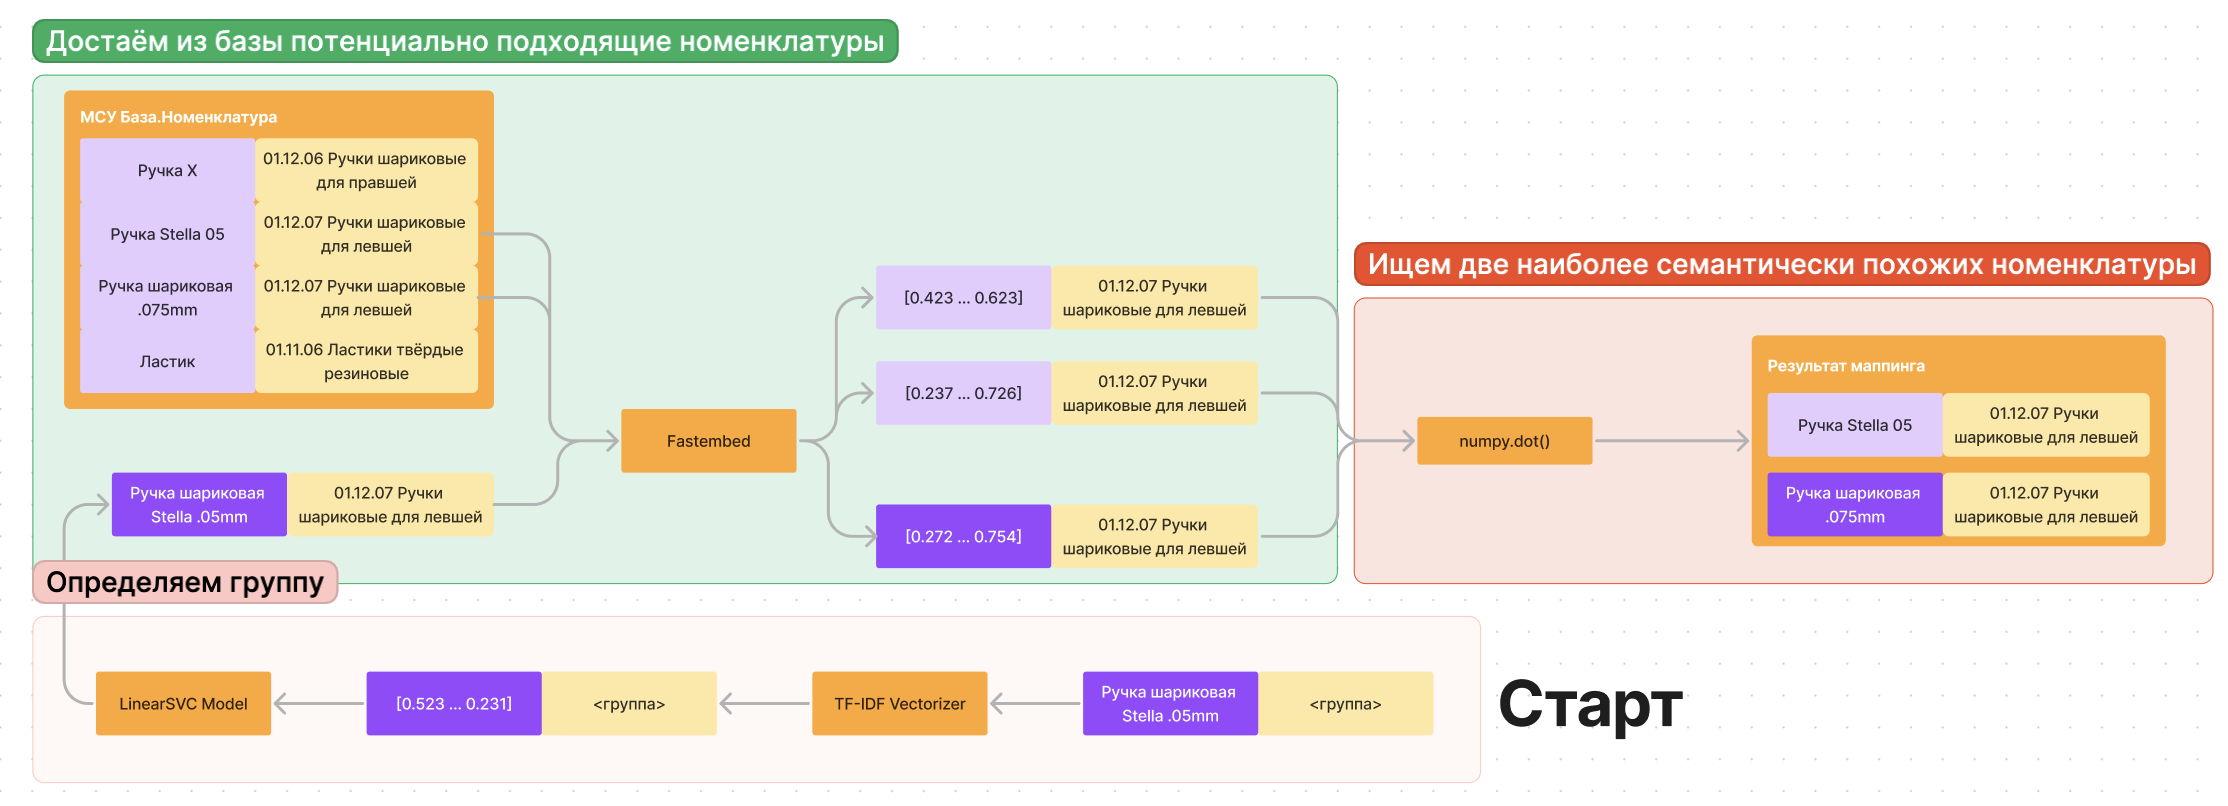 Достаём из базы потенциально подходящие номенклатуры
МСУ База.Номенклатура
Ручка X
01.12.06 Ручки шариковые
для правшей
Ручка Stella 05
01.12.07 Ручки шариковые
для левшей
Ручка шариковая
.075mm
01.12.07 Ручки шариковые
для левшей
Ластик
01.11.06 Ластики твёрдые
резиновые
Ручка шариковая
Stella .05mm
01.12.07 Ручки
шариковые для левшей
Fastembed
[0.423 ... 0.623]
01.12.07 Ручки
шариковые для левшей
[0.237 ... 0.726]
01.12.07 Ручки
шариковые для левшей
[0.272 ... 0.754]
01.12.07 Ручки
шариковые для левшей
Ищем две наиболее семантически похожих номенклатуры
numpy.dot()
Результат маппинга
Ручка Stella 05
01.12.07 Ручки
шариковые для левшей
Ручка шариковая
.075mm
01.12.07 Ручки
шариковые для левшей
Определяем группу
LinearSVC Model
[0.523 ... 0.231]
<группа>
TF-IDF Vectorizer
Ручка шариковая
Stella .05mm
<группа>
Старт